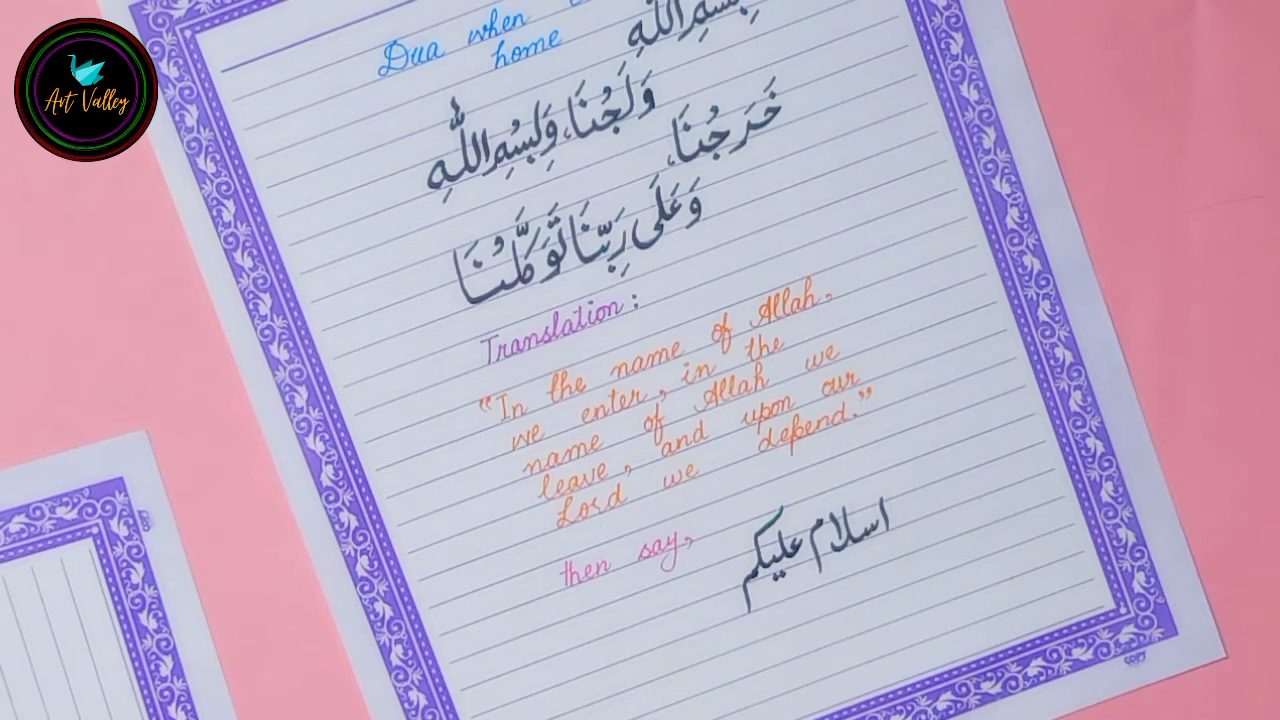 Art Valley
Dua when
home
بِسْمِ اللّٰهِ
وَلَجْنَا، وَبِسْمِ اللّٰهِ
خَرَجْنَا،
وَعَلَى رَبِّنَا تَوَكَّلْنَا
Translation :
"In the name of Allah,
we enter, in the
name of Allah we
leave, and upon our
Lord we depend."
then say,
اسلام علیکم